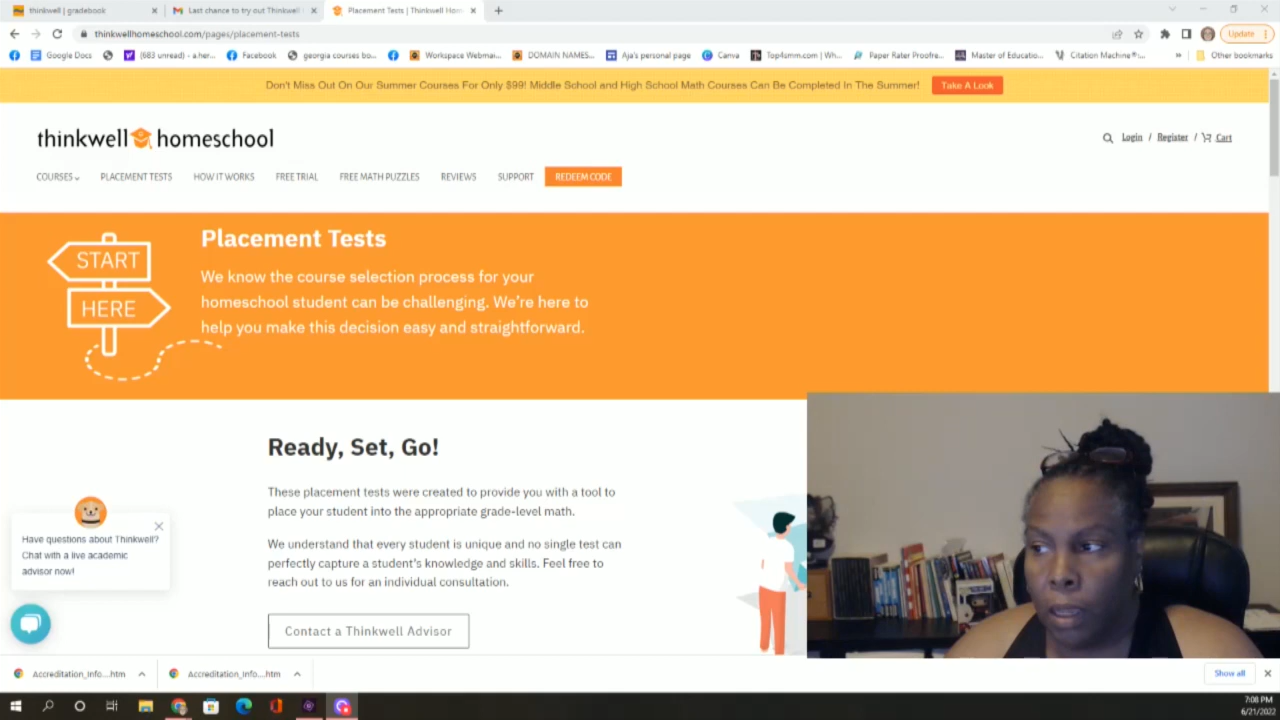 thinkwell | gradebook
Last chance to try out Thinkwell
Placement Tests | Thinkwell Hom
thinkwellhomeschool.com/pages/placement-tests
Update
Google Docs
(683 unread) - a.her...
Facebook
georgia courses bo...
Workspace Webmai...
DOMAIN NAMES...
Aja's personal page
Canva
Top4smm.com | Wh...
Paper Rater Proofre...
Master of Educatio...
Citation Machine®:...
»
Other bookmarks
Don't Miss Out On Our Summer Courses For Only $99! Middle School and High School Math Courses Can Be Completed In The Summer!
Take A Look
thinkwell homeschool
Login / Register / Cart
COURSES
PLACEMENT TESTS
HOW IT WORKS
FREE TRIAL
FREE MATH PUZZLES
REVIEWS
SUPPORT
REDEEM CODE
START
HERE
Placement Tests
We know the course selection process for your
homeschool student can be challenging. We're here to
help you make this decision easy and straightforward.
Ready, Set, Go!
These placement tests were created to provide you with a tool to
place your student into the appropriate grade-level math.
We understand that every student is unique and no single test can
perfectly capture a student's knowledge and skills. Feel free to
reach out to us for an individual consultation.
Contact a Thinkwell Advisor
Have questions about Thinkwell?
Chat with a live academic
advisor now!
Accreditation_Info....htm
Accreditation_Info....htm
Show all
7:08 PM
6/21/2022